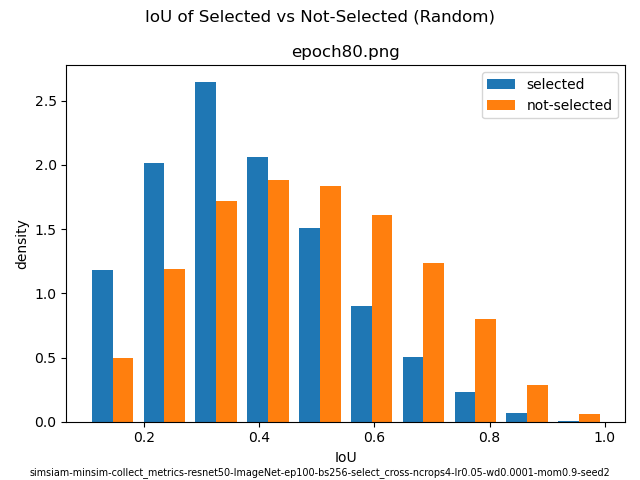 IoU of Selected vs Not-Selected (Random)
epoch80.png
selected
not-selected
density
2.5
2.0
1.5
1.0
0.5
0.0
0.2
0.4
0.6
0.8
1.0
IoU
simsiam-minsim-collect_metrics-resnet50-ImageNet-ep100-bs256-select_cross-ncrops4-lr0.05-wd0.0001-mom0.9-seed2